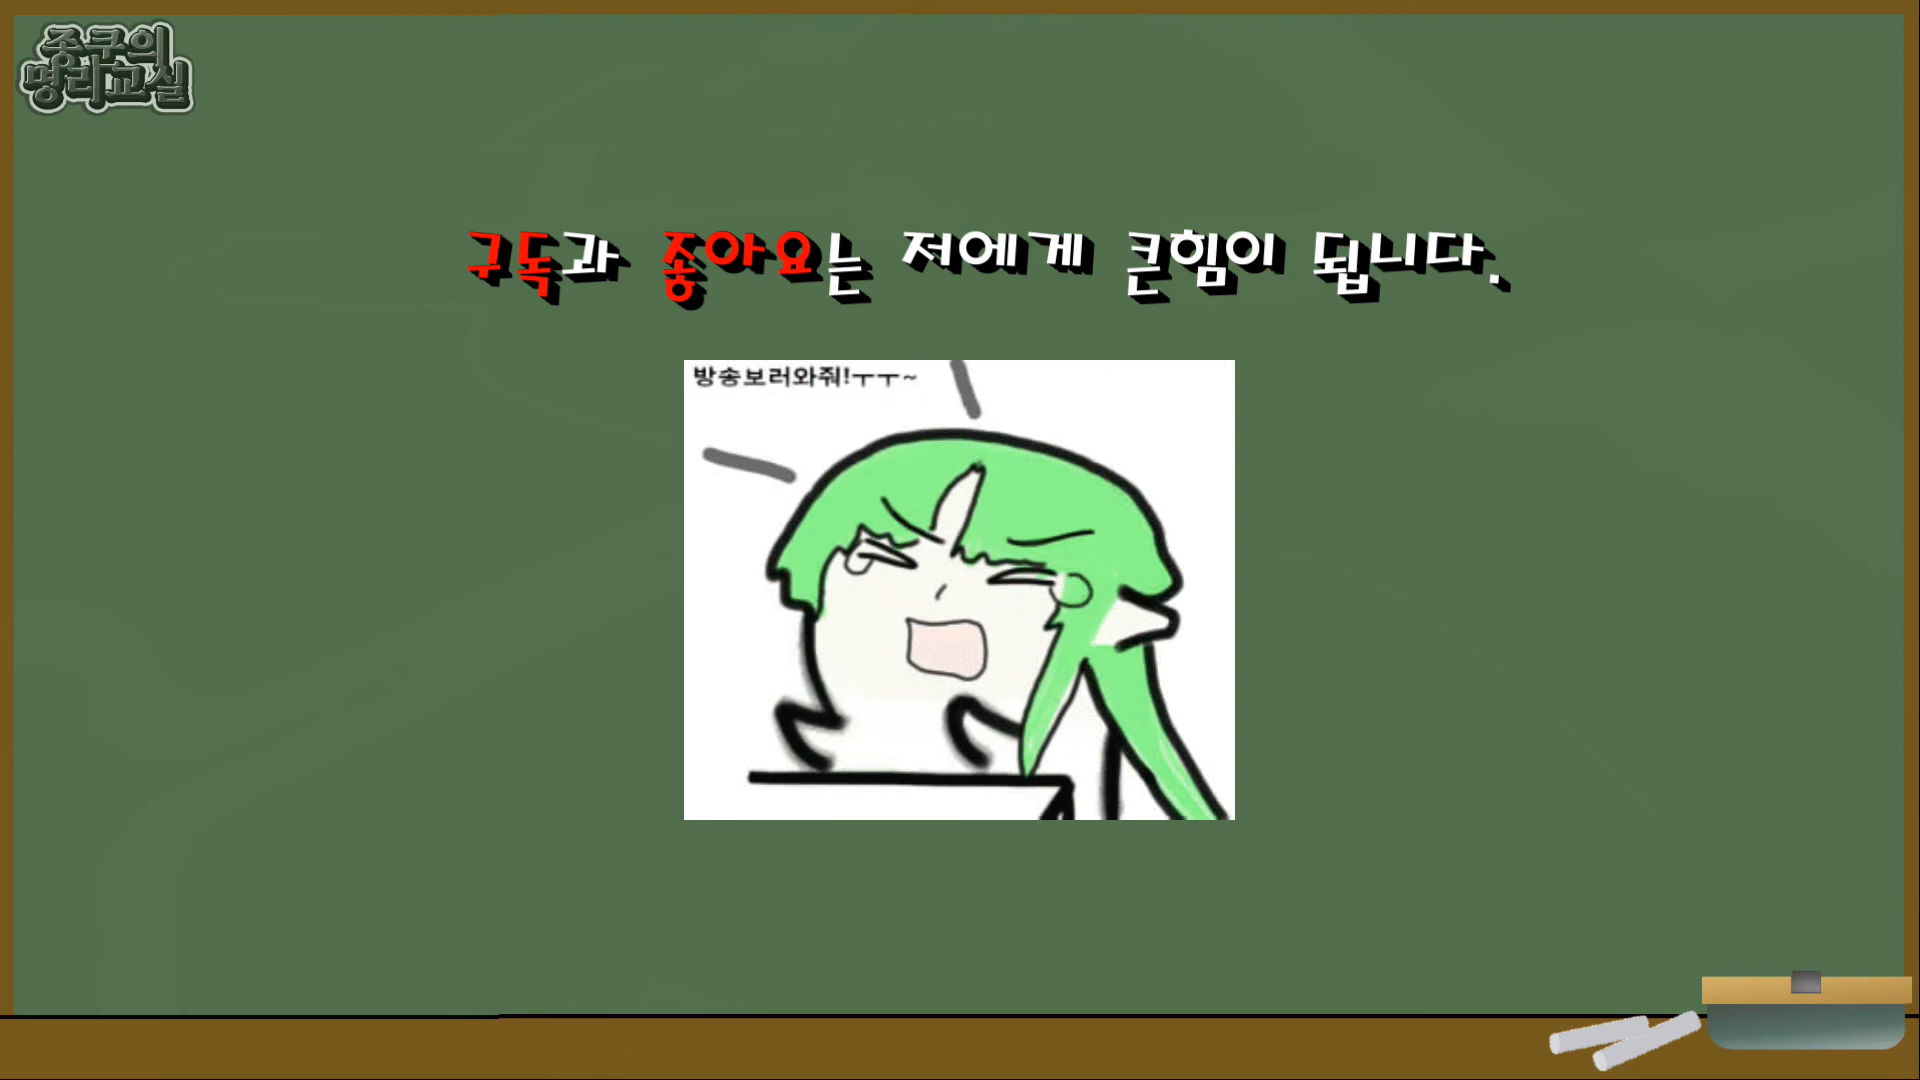 종쿠의
명리교실
구독과 좋아요는 저에게 큰힘이 됩니다.
방송보러와줘!ㅜㅜ~